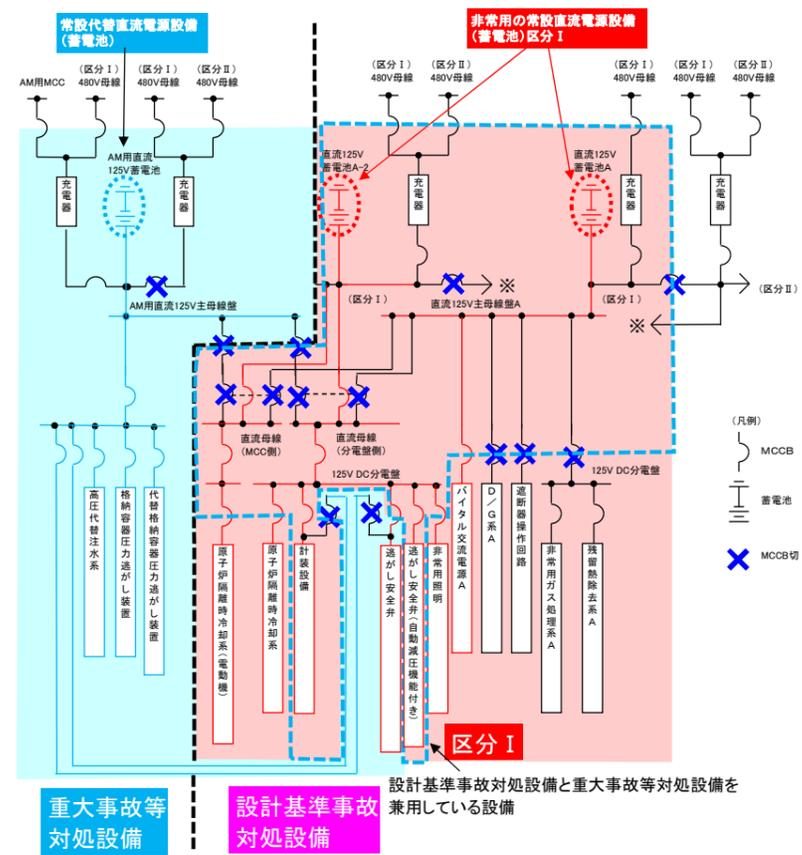 常設代替直流電源設備
（蓄電池）
非常用の常設直流電源設備
（蓄電池）区分Ⅰ
AM用MCC
（区分Ⅰ）
480V母線
（区分Ⅰ）
480V母線
（区分Ⅱ）
480V母線
（区分Ⅰ）
480V母線
（区分Ⅱ）
480V母線
（区分Ⅰ）
480V母線
（区分Ⅰ）
480V母線
（区分Ⅱ）
480V母線
AM用直流
125V蓄電池
直流125V
蓄電池A-2
直流125V
蓄電池A
充電器
充電器
充電器
充電器
充電器
※
（区分Ⅱ）
AM用直流125V主母線盤
（区分Ⅰ）
直流125V主母線盤A
（区分Ⅰ）
※
直流母線
（MCC側）
直流母線
（分電盤側）
125V DC分電盤
125V DC分電盤
（凡例）
MCCB
蓄電池
MCCB切
高圧代替注水系
格納容器圧力逃がし装置
代替格納容器圧力逃がし装置
原子炉隔離時冷却系（電動機）
原子炉隔離時冷却系
計装設備
逃がし安全弁
逃がし安全弁（自動減圧機能付き）
非常用照明
バイタル交流電源A
D／G系A
遮断器操作回路
非常用ガス処理系A
残留熱除去系A
区分Ⅰ
設計基準事故対処設備と重大事故等対処設備を
兼用している設備
重大事故等
対処設備
設計基準事故
対処設備